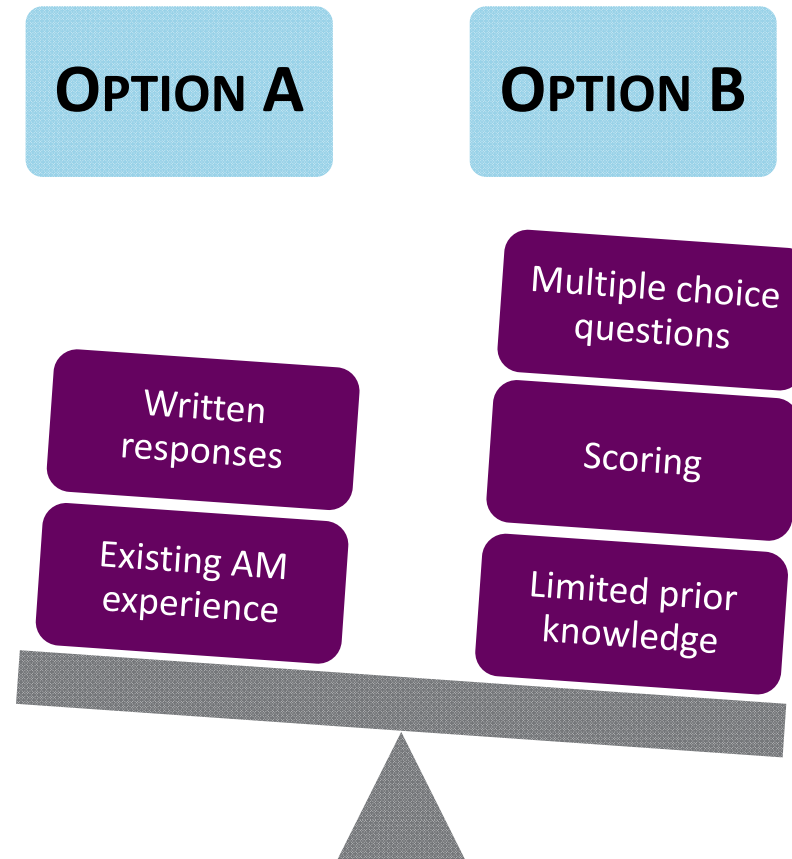 OPTION A
OPTION B
Written
responses
Existing AM
experience
Multiple choice
questions
Scoring
Limited prior
knowledge